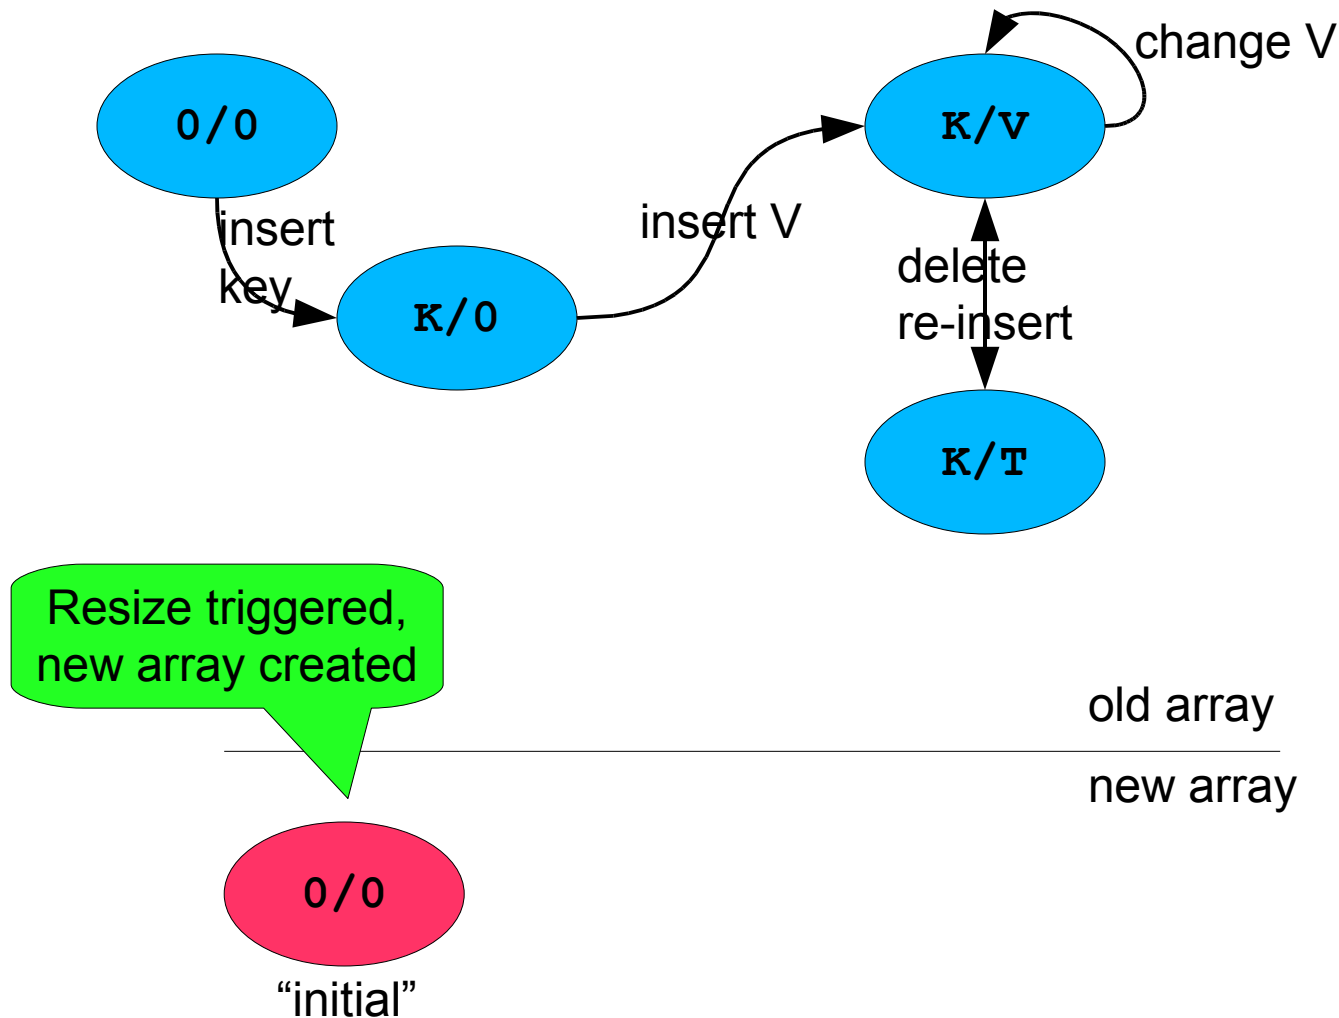 change V
0/0
K/V
insert
key
insert V
delete
re-insert
K/0
K/T
Resize triggered,
new array created
old array
new array
0/0
“initial”